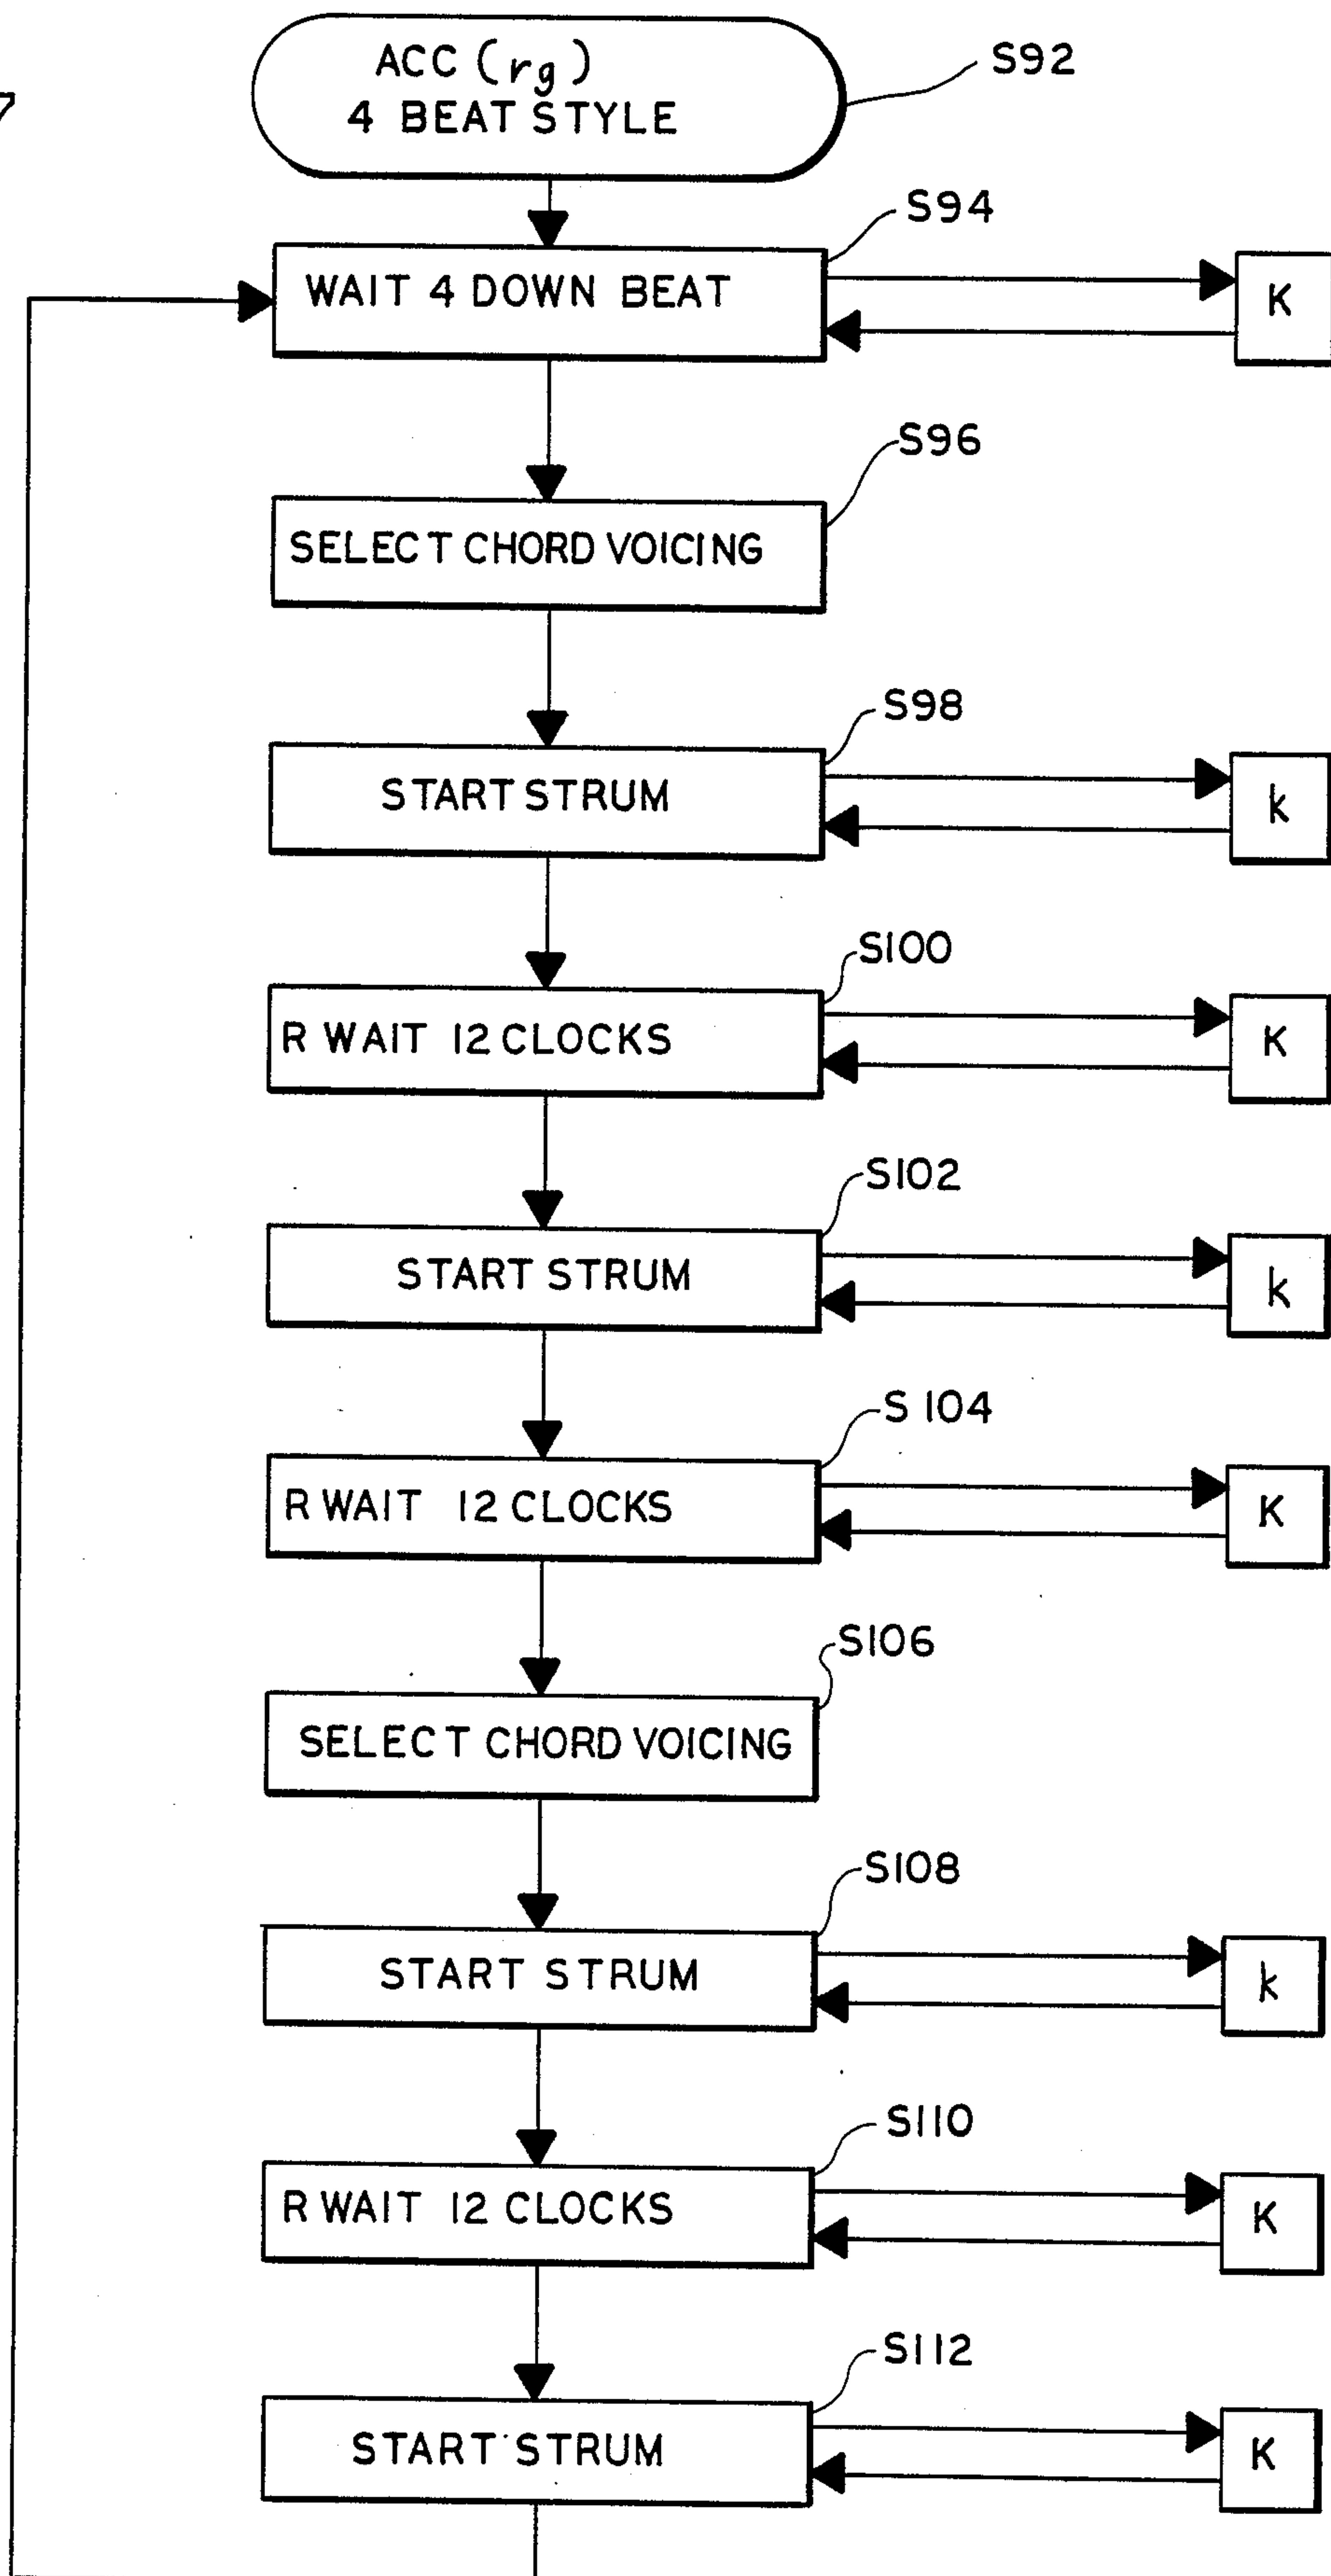 ACC (rg)
4 BEAT STYLE
S92
7
S94
WAIT 4 DOWN BEAT
K
S96
SELECT CHORD VOICING
S98
START STRUM
k
S100
R WAIT 12 CLOCKS
K
S102
START STRUM
k
S104
R WAIT 12 CLOCKS
K
S106
SELECT CHORD VOICING
S108
START STRUM
k
S110
R WAIT 12 CLOCKS
K
S112
START STRUM
K